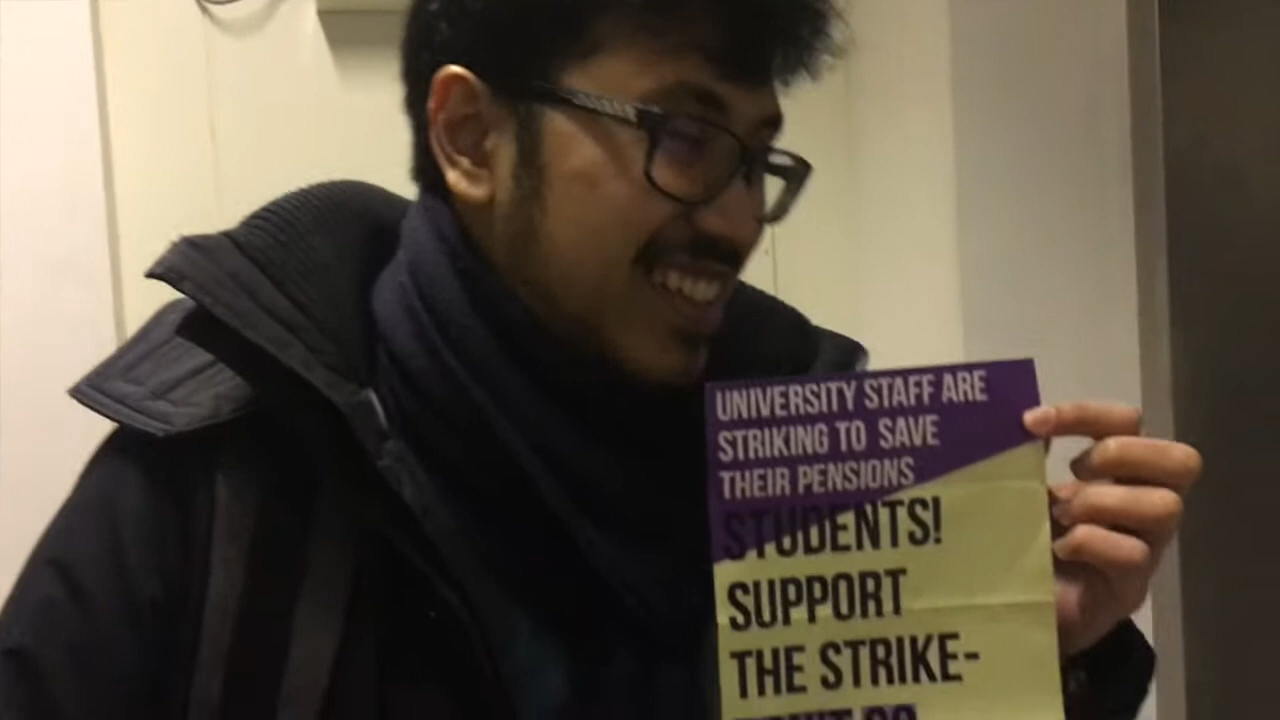 UNIVERSITY STAFF ARE
STRIKING TO SAVE
THEIR PENSIONS
STUDENTS!
SUPPORT
THE STRIKE-